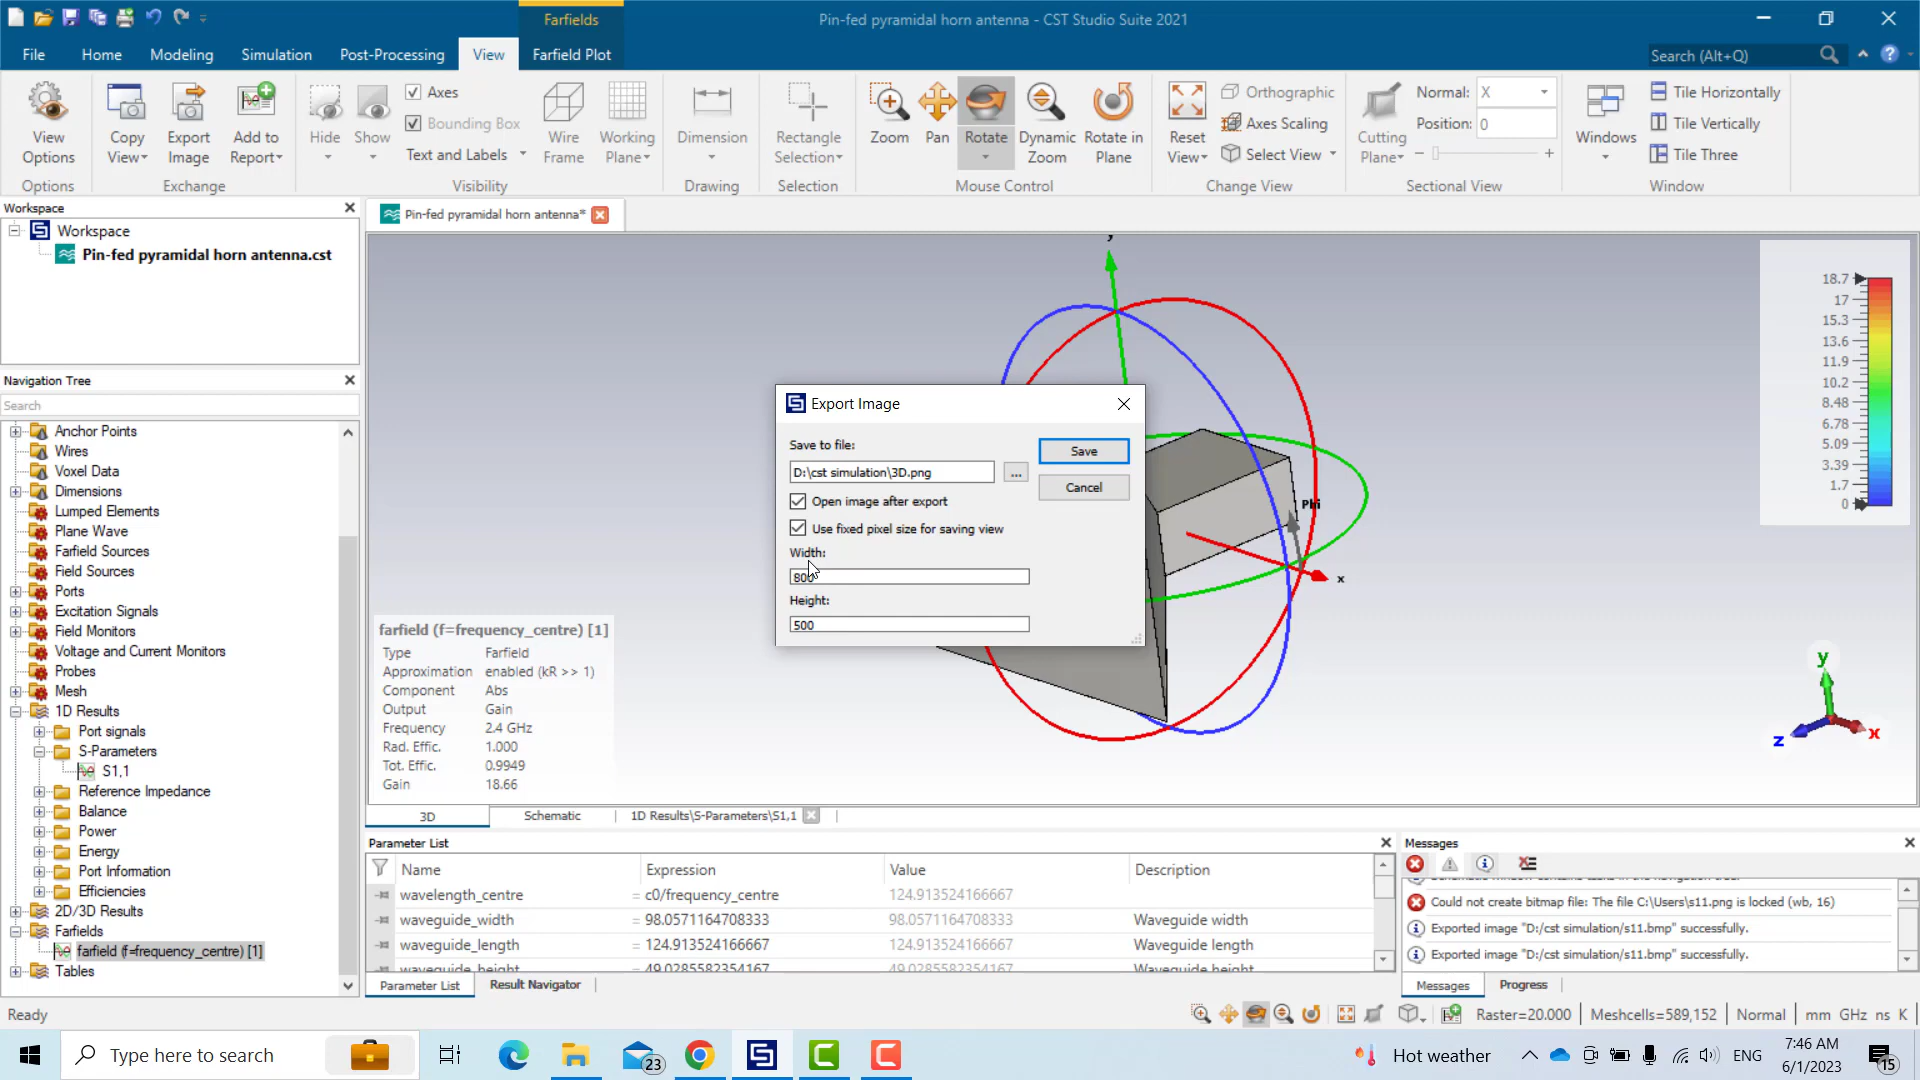 Farfields
Pin-fed pyramidal horn antenna - CST Studio Suite 2021
File
Home
Modeling
Simulation
Post-Processing
View
Farfield Plot
Search (Alt+Q)
View Options
Copy View
Export Image
Add to Report
Hide
Show
Axes
Bounding Box
Text and Labels
Wire Frame
Working Plane
Dimension
Rectangle Selection
Zoom
Pan
Rotate
Dynamic Zoom
Rotate in Plane
Reset View
Orthographic
Axes Scaling
Select View
Cutting Plane
Normal: X
Position: 0
Windows
Tile Horizontally
Tile Vertically
Tile Three
Options
Exchange
Visibility
Drawing
Selection
Mouse Control
Change View
Sectional View
Window
Workspace
Workspace
Pin-fed pyramidal horn antenna.cst
Navigation Tree
Search
Anchor Points
Wires
Voxel Data
Dimensions
Lumped Elements
Plane Wave
Farfield Sources
Field Sources
Ports
Excitation Signals
Field Monitors
Voltage and Current Monitors
Probes
Mesh
1D Results
Port signals
S-Parameters
S1,1
Reference Impedance
Balance
Power
Energy
Port Information
Efficiencies
2D/3D Results
Farfields
farfield (f=frequency_centre) [1]
Tables
Pin-fed pyramidal horn antenna*
y
Phi
x
18.7
17
15.3
13.6
11.9
10.2
8.48
6.78
5.09
3.39
1.7
0
y
z
x
Export Image
Save to file:
D:\cst simulation\3D.png
...
Save
Cancel
Open image after export
Use fixed pixel size for saving view
Width:
800
Height:
500
farfield (f=frequency_centre) [1]
Type Farfield
Approximation enabled (kR >> 1)
Component Abs
Output Gain
Frequency 2.4 GHz
Rad. Effic. 1.000
Tot. Effic. 0.9949
Gain 18.66
3D
Schematic
1D Results\S-Parameters\S1,1
Parameter List
Name Expression Value Description
wavelength_centre = c0/frequency_centre 124.913524166667
waveguide_width = 98.0571164708333 98.0571164708333 Waveguide width
waveguide_length = 124.913524166667 124.913524166667 Waveguide length
waveguide_height = 49.0285582354167 49.0285582354167 Waveguide height
Parameter List
Result Navigator
Messages
Could not create bitmap file: The file C:\Users\s11.png is locked (wb, 16)
Exported image "D:/cst simulation/s11.bmp" successfully.
Exported image "D:/cst simulation/s11.bmp" successfully.
Messages
Progress
Ready
Raster=20.000
Meshcells=589,152
Normal
mm GHz ns K
Type here to search
23
Hot weather
ENG
7:46 AM
6/1/2023
15